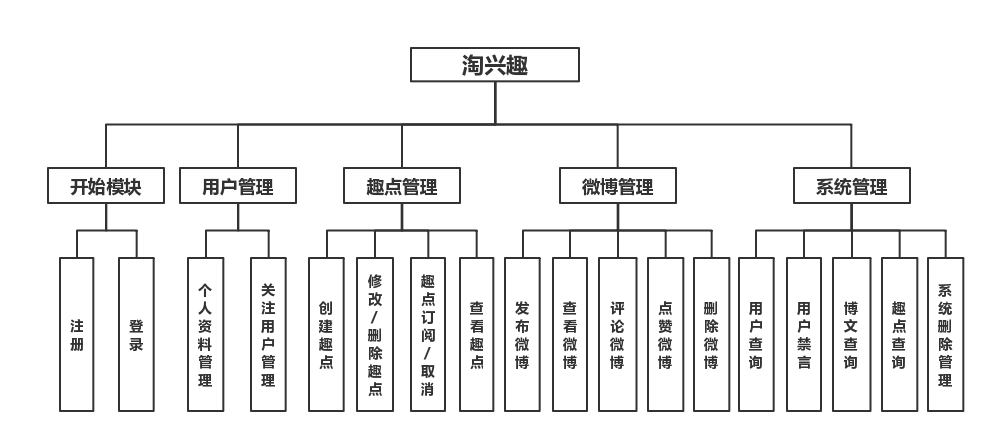 淘兴趣
开始模块
用户管理
趣点管理
微博管理
系统管理
注册
登录
个人资料管理
关注用户管理
创建趣点
修改/删除趣点
趣点订阅/取消
查看趣点
发布微博
查看微博
评论微博
点赞微博
删除微博
用户查询
用户禁言
博文查询
趣点查询
系统删除管理